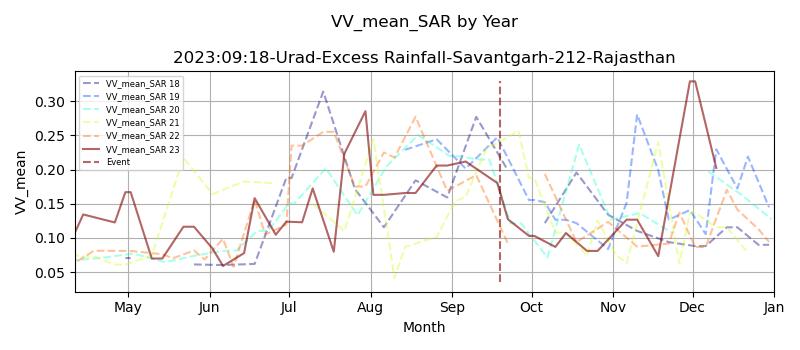 VV_mean_SAR by Year
2023:09:18-Urad-Excess Rainfall-Savantgarh-212-Rajasthan
VV_mean_SAR 18
VV_mean_SAR 19
VV_mean_SAR 20
VV_mean_SAR 21
VV_mean_SAR 22
VV_mean_SAR 23
Event
VV_mean
0.30
0.25
0.20
0.15
0.10
0.05
May Jun Jul Aug Sep Oct Nov Dec Jan
Month